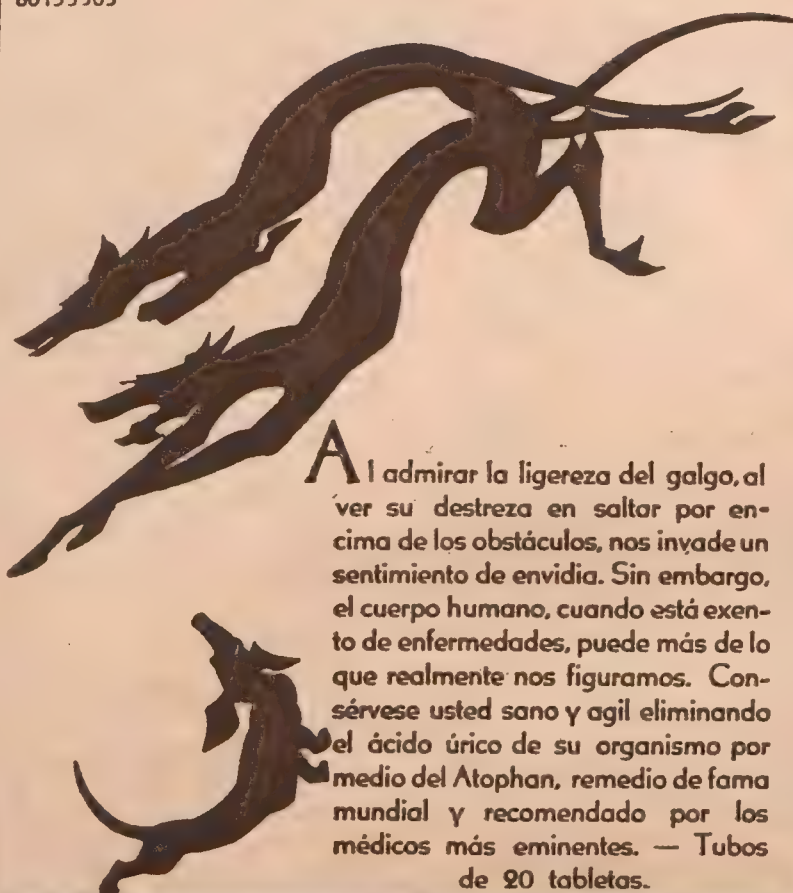 Al admirar la ligereza del galgo, al
ver su destreza en saltar por en-
cima de los obstáculos, nos invade un
sentimiento de envidia. Sin embargo,
el cuerpo humano, cuando está exen-
to de enfermedades, puede más de lo
que realmente nos figuramos. Con-
sérvese usted sano y agil eliminando
el ácido úrico de su organismo por
medio del Atophan, remedio de fama
mundial y recomendado por los
médicos más eminentes. — Tubos
de 20 tabletas.